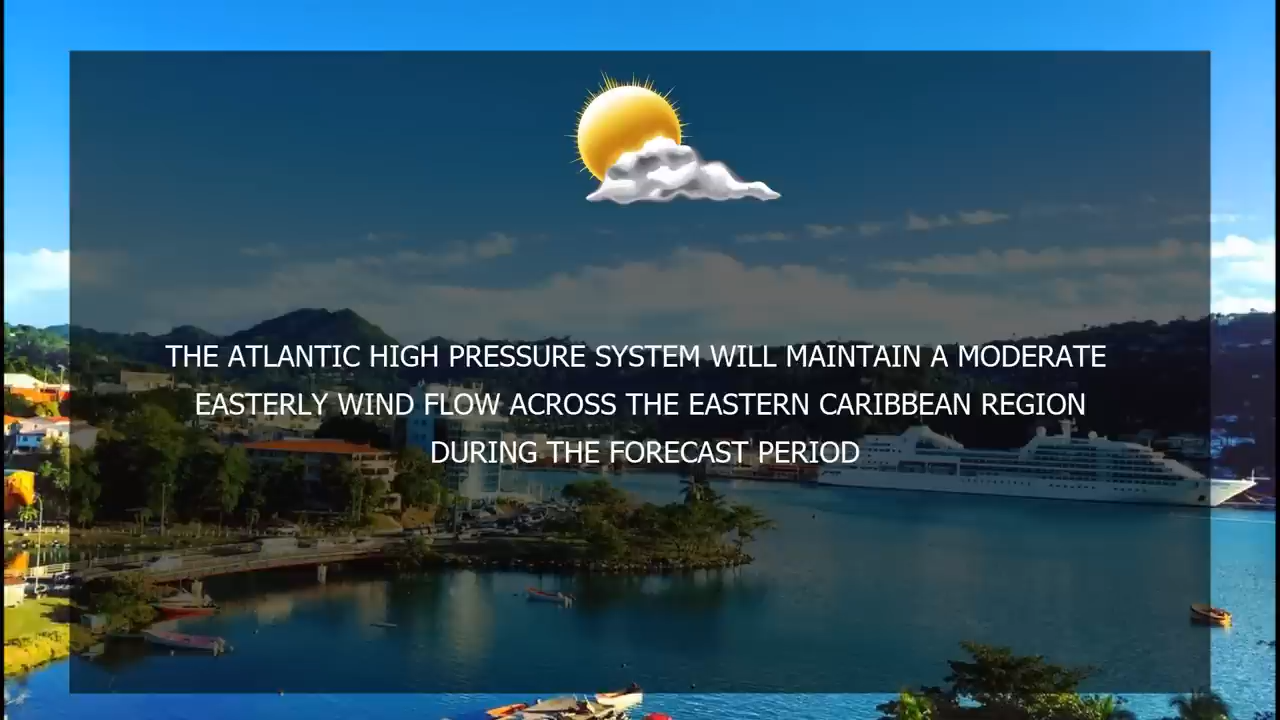 THE ATLANTIC HIGH PRESSURE SYSTEM WILL MAINTAIN A MODERATE
EASTERLY WIND FLOW ACROSS THE EASTERN CARIBBEAN REGION
DURING THE FORECAST PERIOD